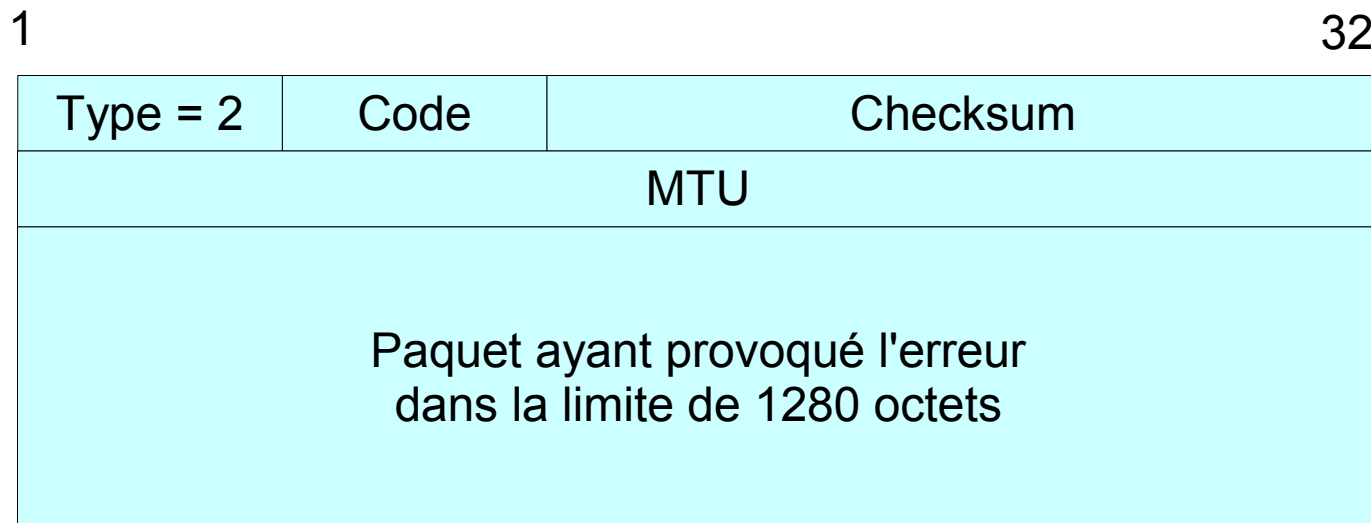 1 32
Type = 2 Code Checksum
MTU
Paquet ayant provoqué l'erreur
dans la limite de 1280 octets